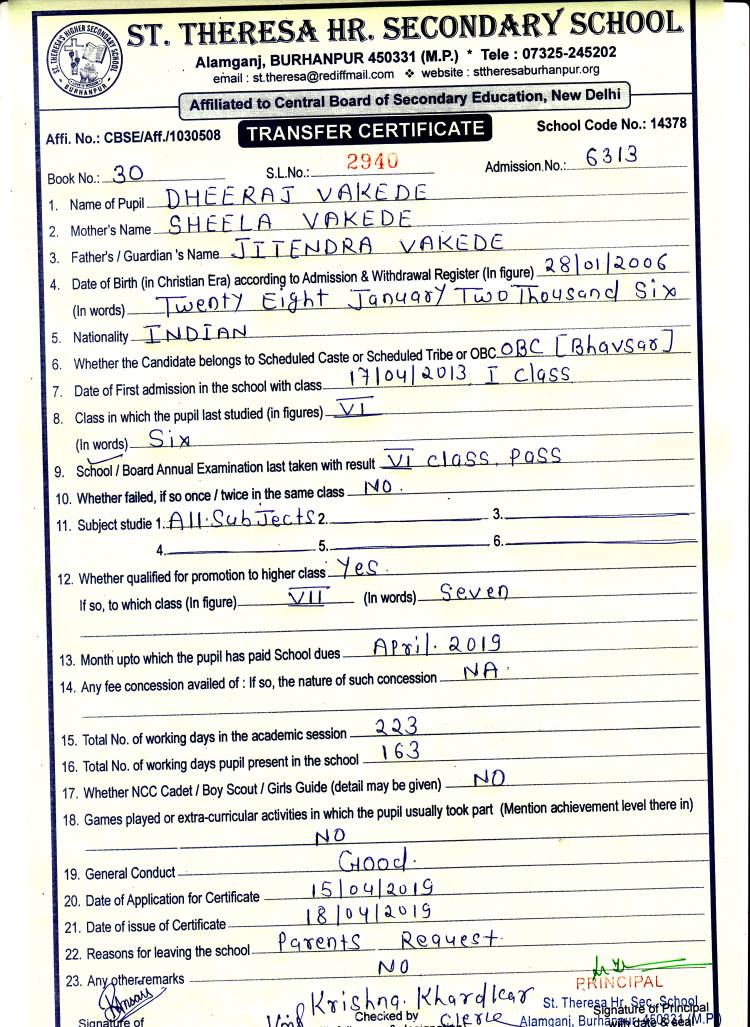 ST. THERESA'S HIGHER SECONDARY SCHOOL
BURHANPUR
ST. THERESA HR. SECONDARY SCHOOL
Alamganj, BURHANPUR 450331 (M.P.) * Tele : 07325-245202
email : st.theresa@rediffmail.com ❖ website : sttheresaburhanpur.org
Affiliated to Central Board of Secondary Education, New Delhi
Affi. No.: CBSE/Aff./1030508 TRANSFER CERTIFICATE School Code No.: 14378
Book No.: 30 S.L.No.: 2940 Admission.No.: 6313
1. Name of Pupil DHEERAJ VAKEDE
2. Mother's Name SHEELA VAKEDE
3. Father's / Guardian 's Name JITENDRA VAKEDE
4. Date of Birth (in Christian Era) according to Admission & Withdrawal Register (In figure) 28/01/2006
(In words) Twenty Eight January Two Thousand Six
5. Nationality INDIAN
6. Whether the Candidate belongs to Scheduled Caste or Scheduled Tribe or OBC OBC [Bhavsar]
7. Date of First admission in the school with class 17/04/2013 I class
8. Class in which the pupil last studied (in figures) VI
(In words) Six
9. School / Board Annual Examination last taken with result VI class. pass
10. Whether failed, if so once / twice in the same class NO.
11. Subject studie 1. All. Subjects 2. 3.
4. 5. 6.
12. Whether qualified for promotion to higher class Yes.
If so, to which class (In figure) VII (In words) Seven
13. Month upto which the pupil has paid School dues April. 2019
14. Any fee concession availed of : If so, the nature of such concession NA.
15. Total No. of working days in the academic session 223
16. Total No. of working days pupil present in the school 163
17. Whether NCC Cadet / Boy Scout / Girls Guide (detail may be given) NO
18. Games played or extra-curricular activities in which the pupil usually took part (Mention achievement level there in)
NO
19. General Conduct Good.
20. Date of Application for Certificate 15/04/2019
21. Date of issue of Certificate 18/04/2019
22. Reasons for leaving the school Parents Request.
23. Any other remarks NO
PRINCIPAL
Krishna. Khardkar St. Theresa Hr. Sec. School
Signature of Principal
Signature of Checked by Clerk Alamganj, Burhanpur 450331 (M.P.)
with date & seal